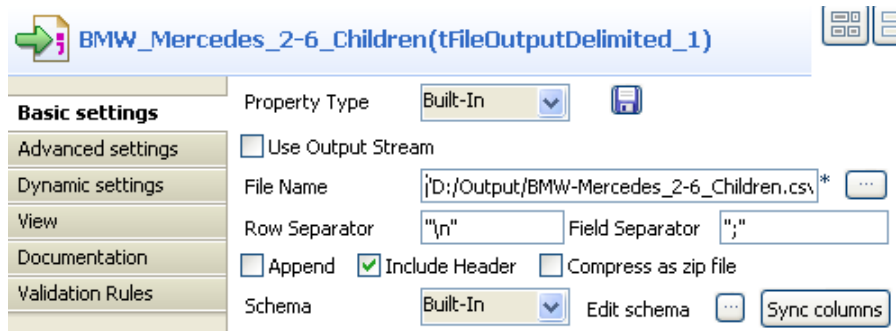 BMW_Mercedes_2-6_Children(tFileOutputDelimited_1)
Basic settings
Advanced settings
Dynamic settings
View
Documentation
Validation Rules
Property Type Built-In
Use Output Stream
File Name "D:/Output/BMW-Mercedes_2-6_Children.csv * ...
Row Separator "\n" Field Separator ";"
Append Include Header Compress as zip file
Schema Built-In Edit schema ... Sync columns